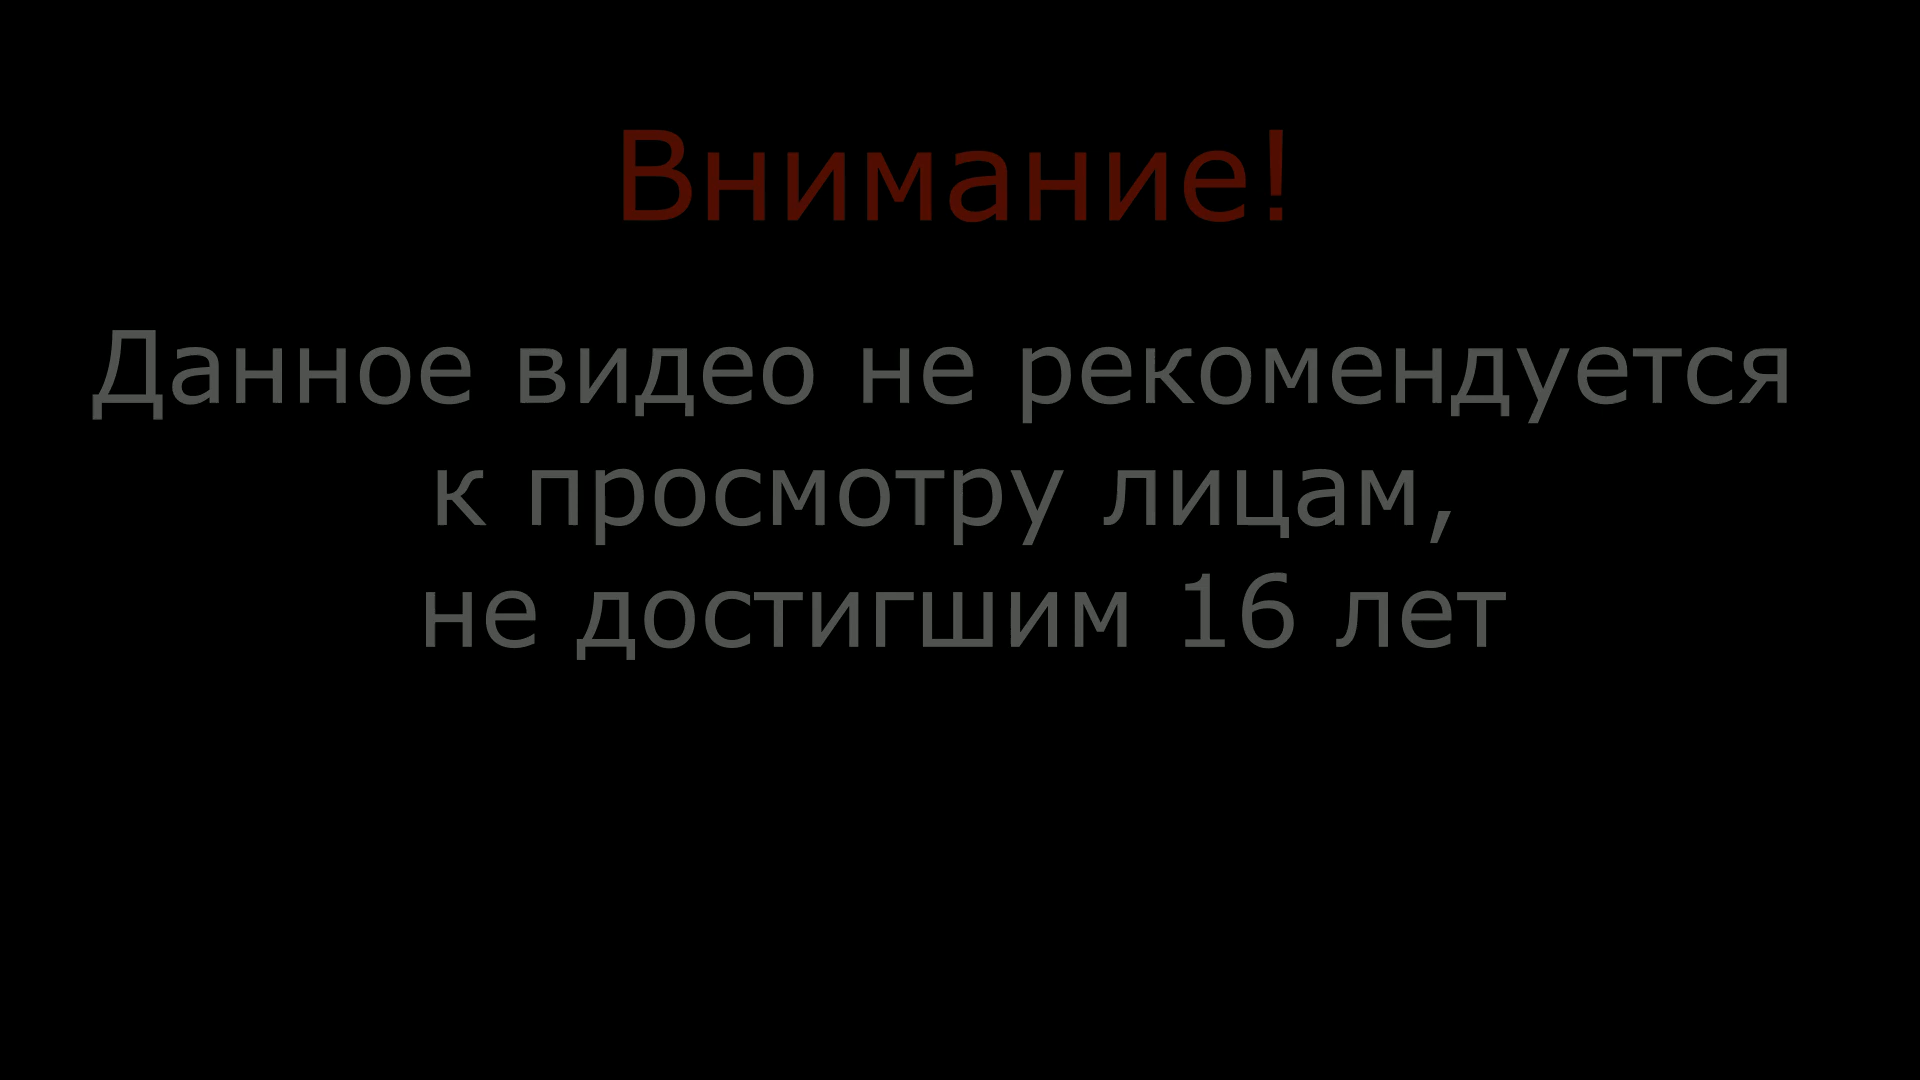 Внимание!
Данное видео не рекомендуется
к просмотру лицам,
не достигшим 16 лет